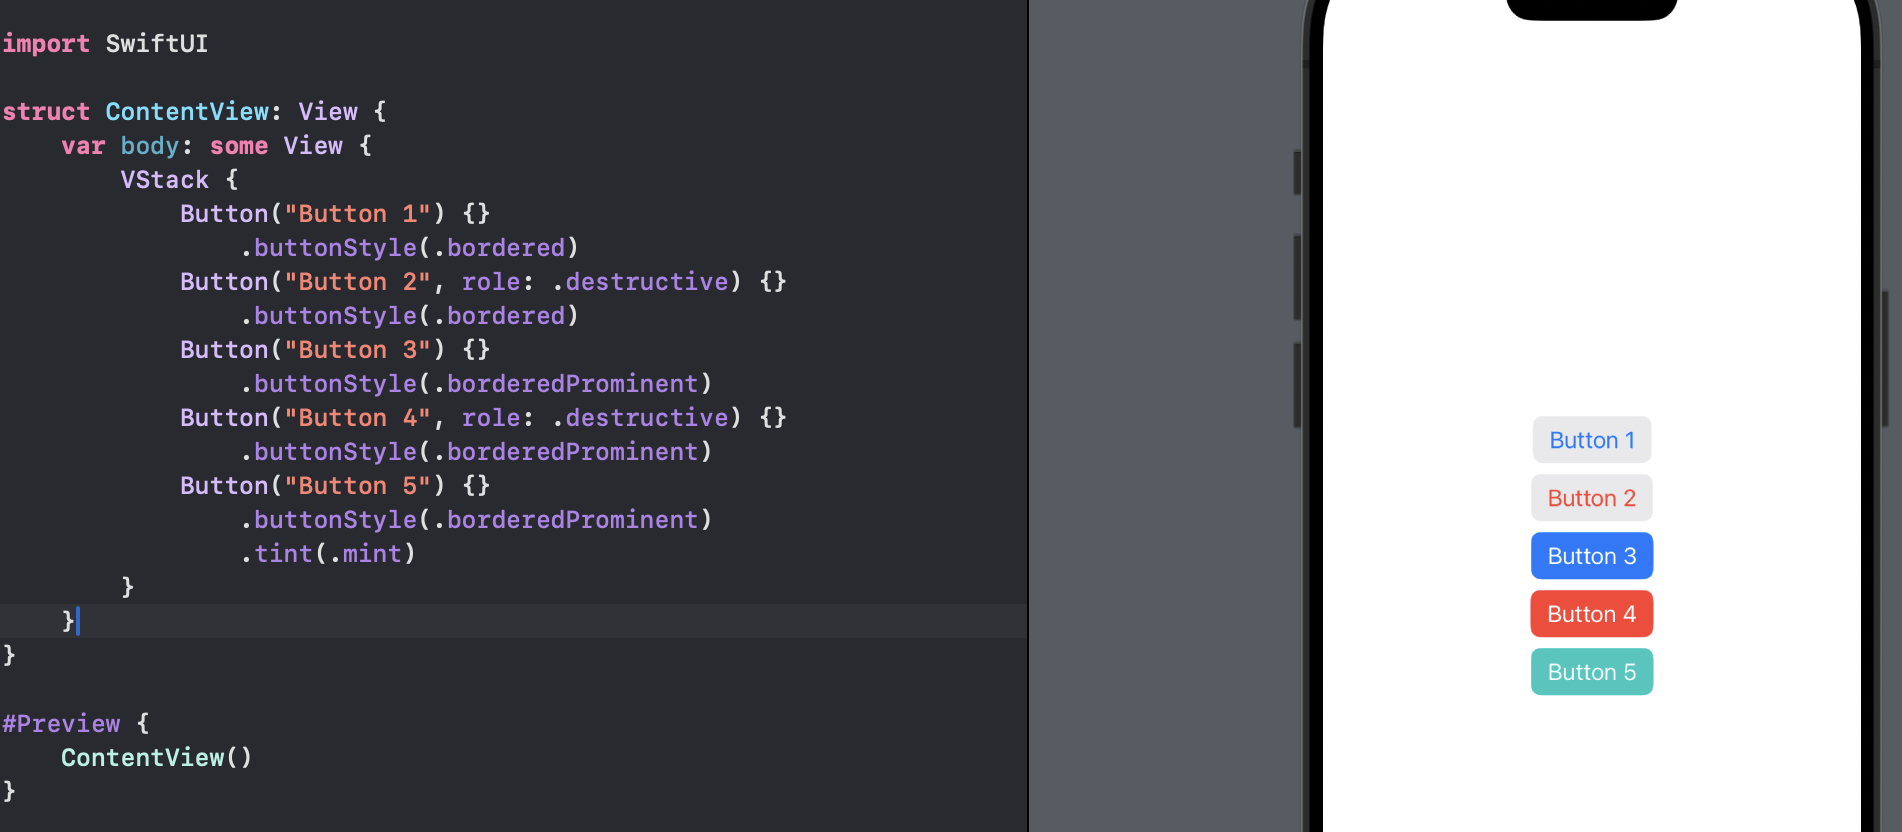 import SwiftUI
struct ContentView: View {
var body: some View {
VStack {
Button("Button 1") {}
.buttonStyle(.bordered)
Button("Button 2", role: .destructive) {}
.buttonStyle(.bordered)
Button("Button 3") {}
.buttonStyle(.borderedProminent)
Button("Button 4", role: .destructive) {}
.buttonStyle(.borderedProminent)
Button("Button 5") {}
.buttonStyle(.borderedProminent)
.tint(.mint)
}
}
}
#Preview {
ContentView()
}
Button 1
Button 2
Button 3
Button 4
Button 5